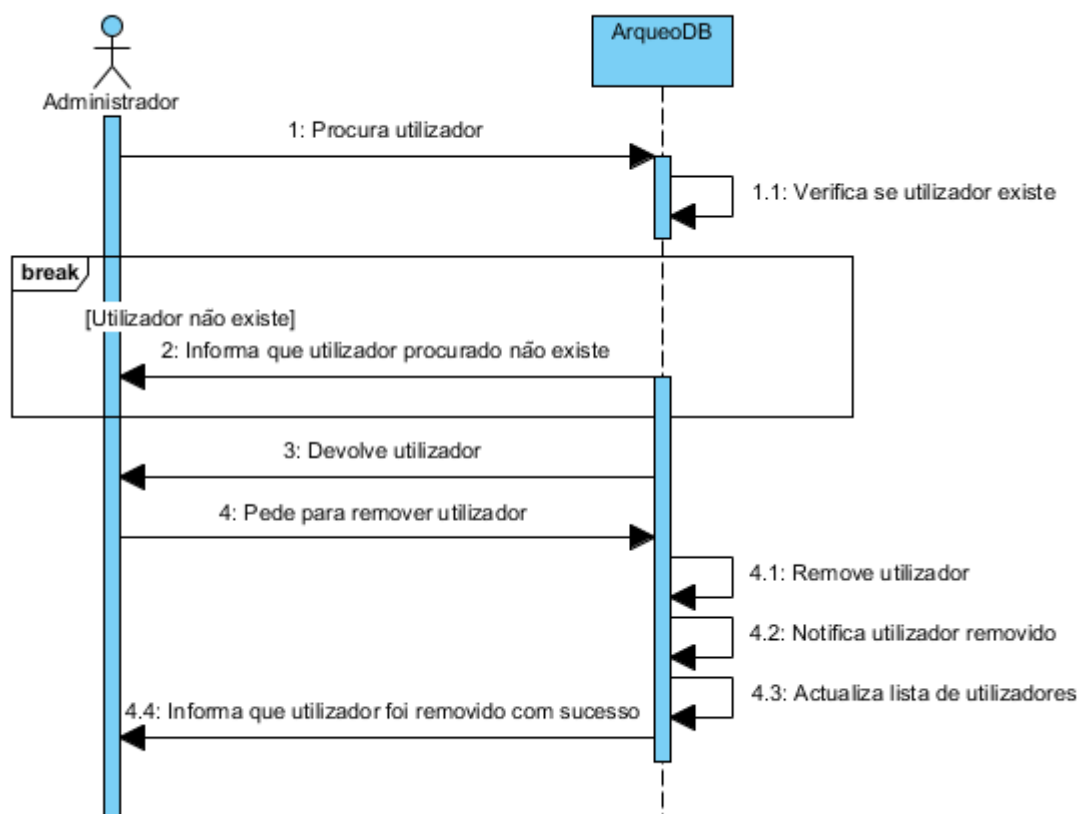 ArqueoDB
Administrador
1: Procura utilizador
1.1: Verifica se utilizador existe
break
[Utilizador não existe]
2: Informa que utilizador procurado não existe
3: Devolve utilizador
4: Pede para remover utilizador
4.1: Remove utilizador
4.2: Notifica utilizador removido
4.3: Actualiza lista de utilizadores
4.4: Informa que utilizador foi removido com sucesso